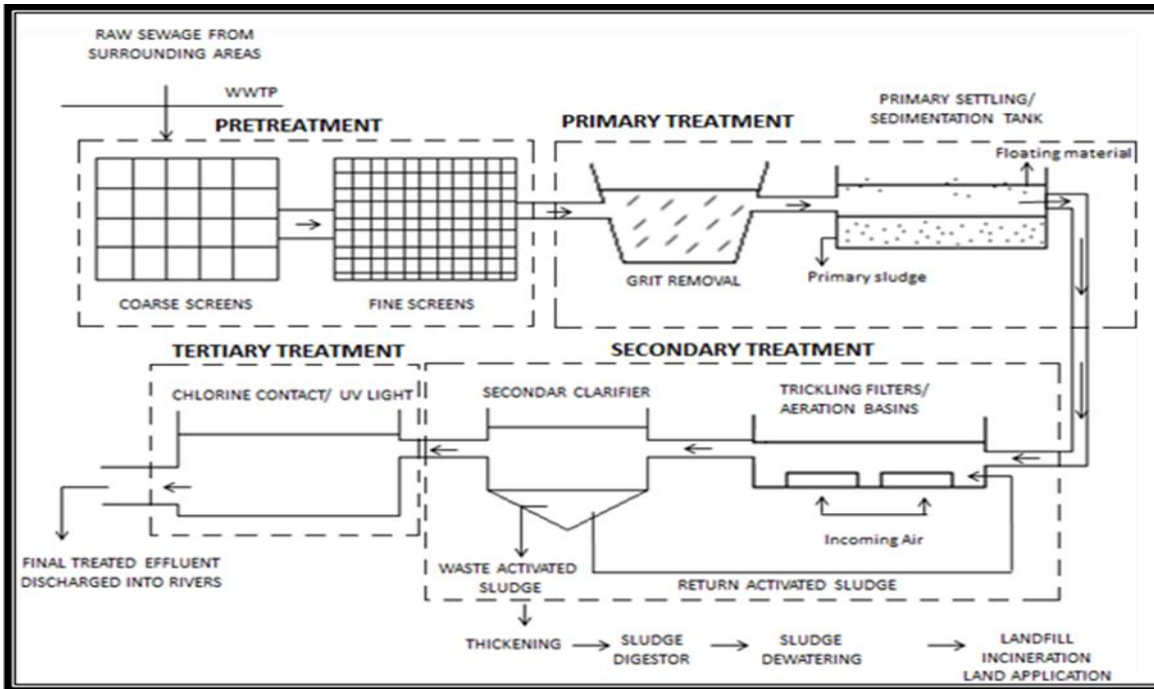 RAW SEWAGE FROM
SURROUNDING AREAS
WWTP
PRETREATMENT
COARSE SCREENS
FINE SCREENS
PRIMARY TREATMENT
PRIMARY SETTLING/
SEDIMENTATION TANK
Floating material
GRIT REMOVAL
Primary sludge
TERTIARY TREATMENT
CHLORINE CONTACT/ UV LIGHT
FINAL TREATED EFFLUENT
DISCHARGED INTO RIVERS
SECONDARY TREATMENT
SECONDAR CLARIFIER
TRICKLING FILTERS/
AERATION BASINS
Incoming Air
WASTE ACTIVATED
SLUDGE
RETURN ACTIVATED SLUDGE
THICKENING
SLUDGE
DIGESTOR
SLUDGE
DEWATERING
LANDFILL
INCINERATION
LAND APPLICATION